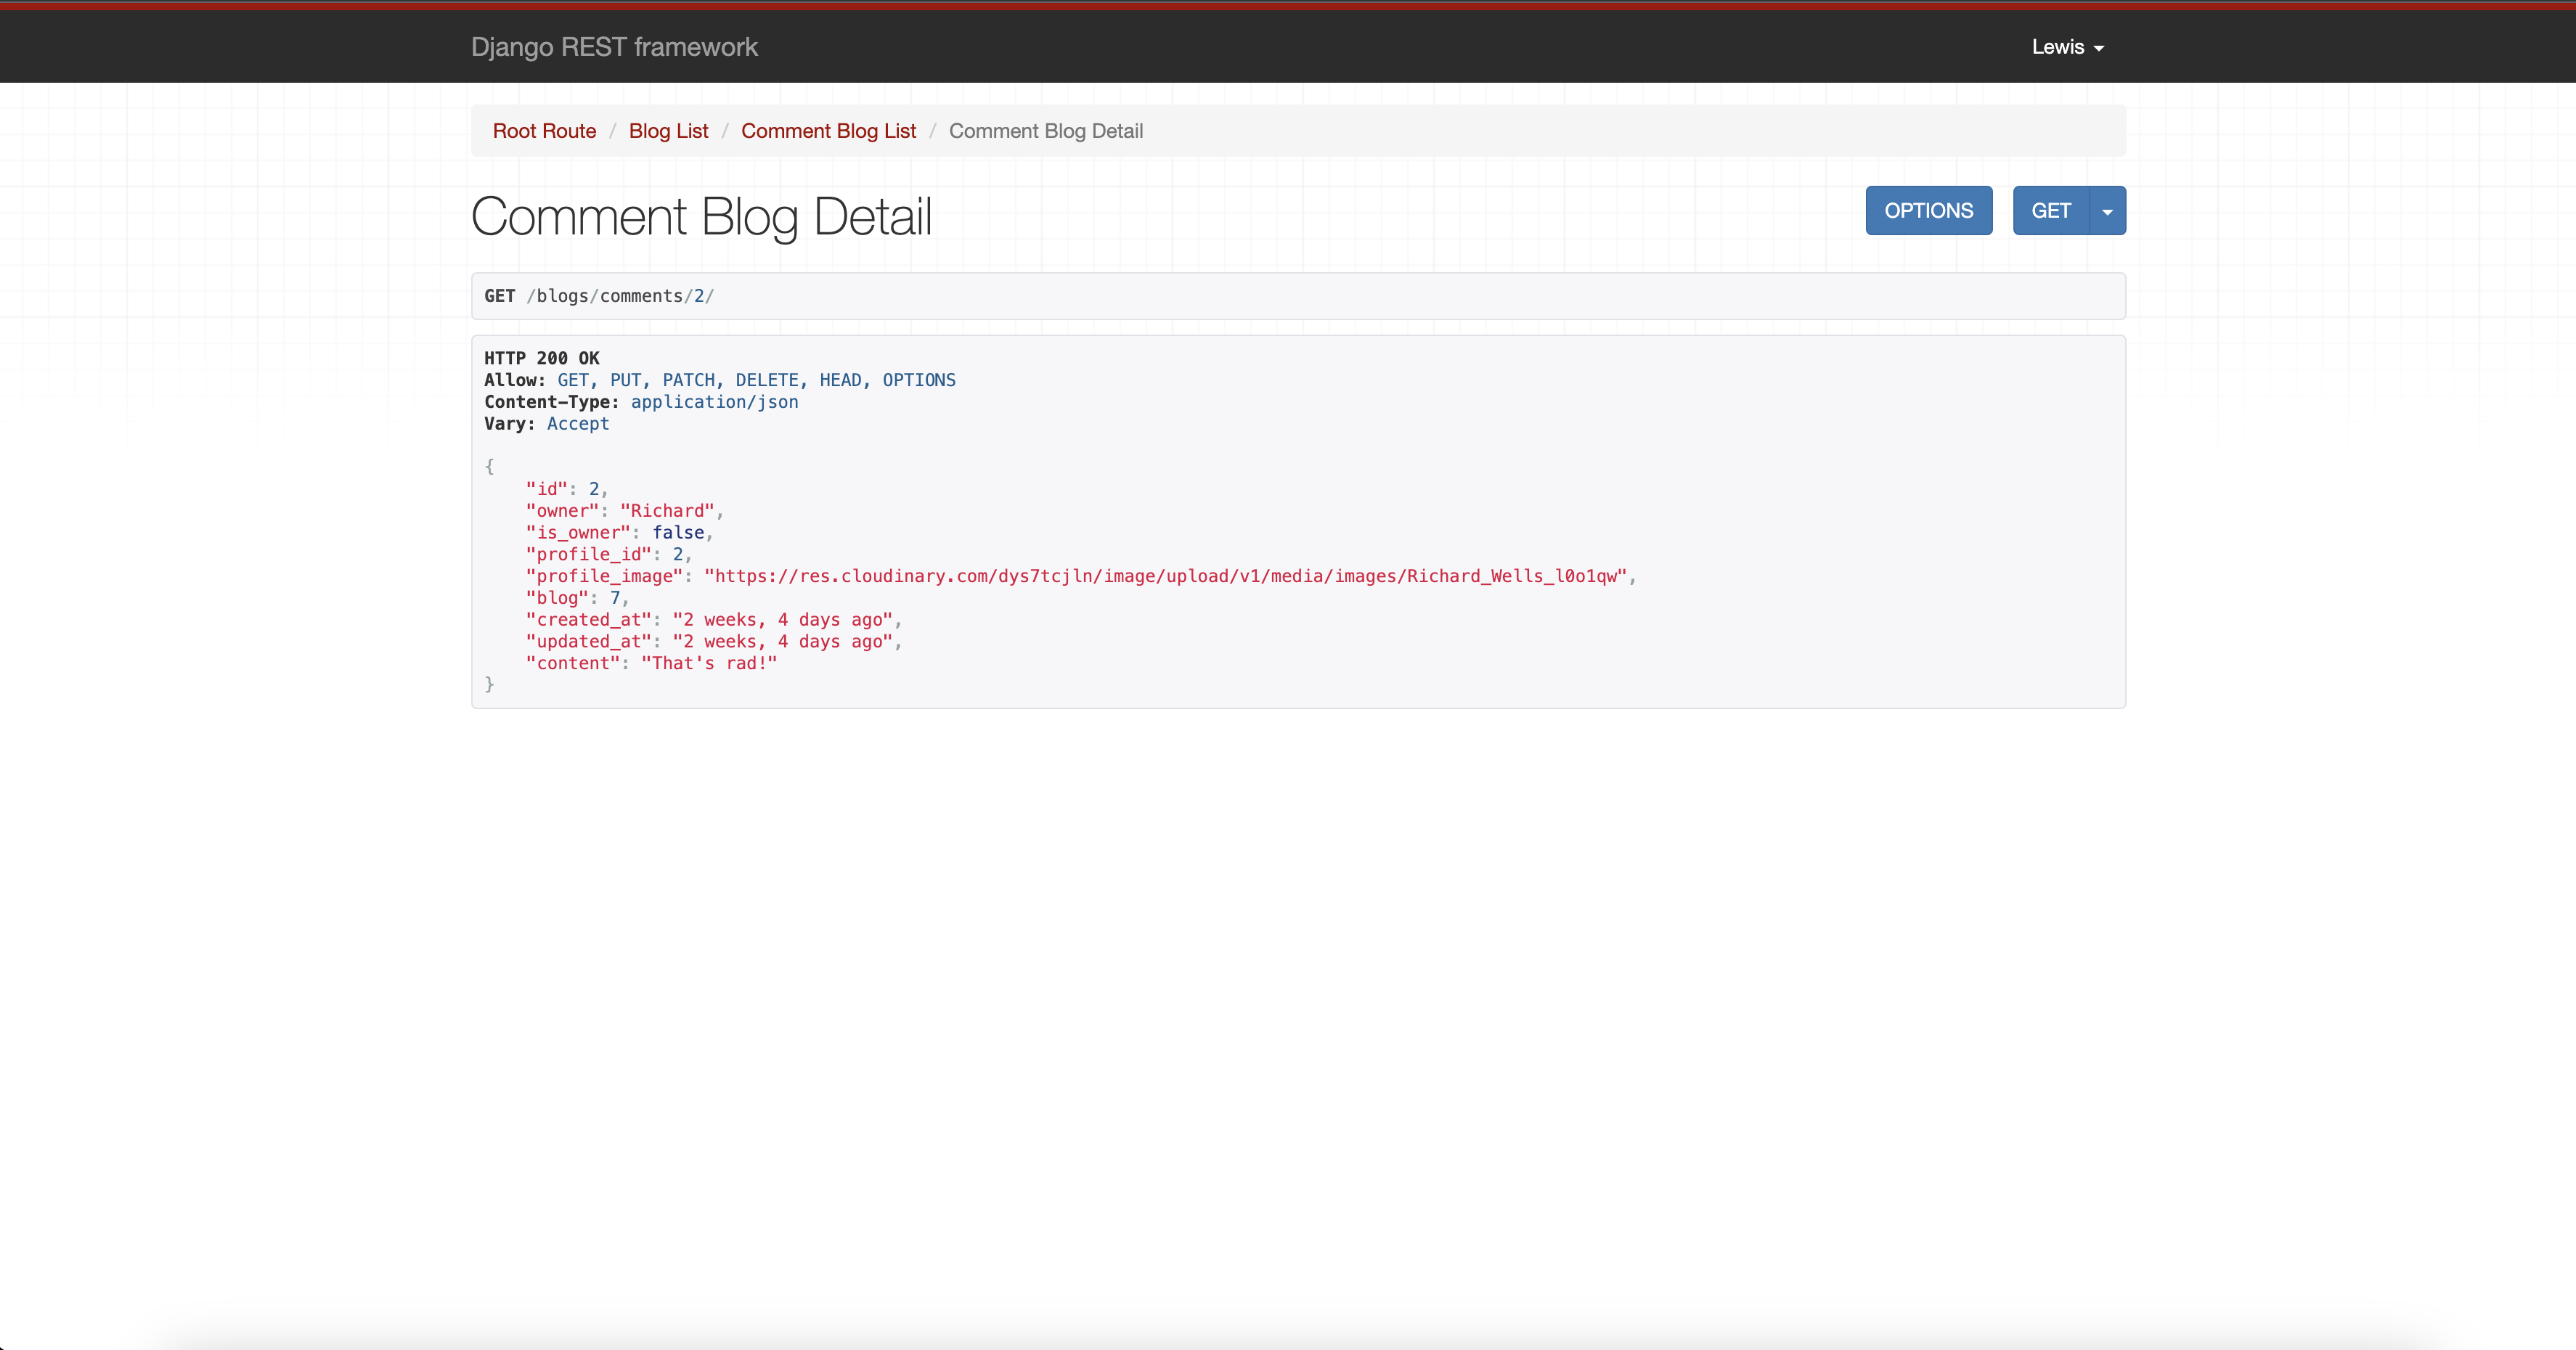 Django REST framework
Lewis
Root Route / Blog List / Comment Blog List / Comment Blog Detail
Comment Blog Detail
OPTIONS
GET
GET /blogs/comments/2/
HTTP 200 OK
Allow: GET, PUT, PATCH, DELETE, HEAD, OPTIONS
Content-Type: application/json
Vary: Accept
{
    "id": 2,
    "owner": "Richard",
    "is_owner": false,
    "profile_id": 2,
    "profile_image": "https://res.cloudinary.com/dys7tcjln/image/upload/v1/media/images/Richard_Wells_l0o1qw",
    "blog": 7,
    "created_at": "2 weeks, 4 days ago",
    "updated_at": "2 weeks, 4 days ago",
    "content": "That's rad!"
}